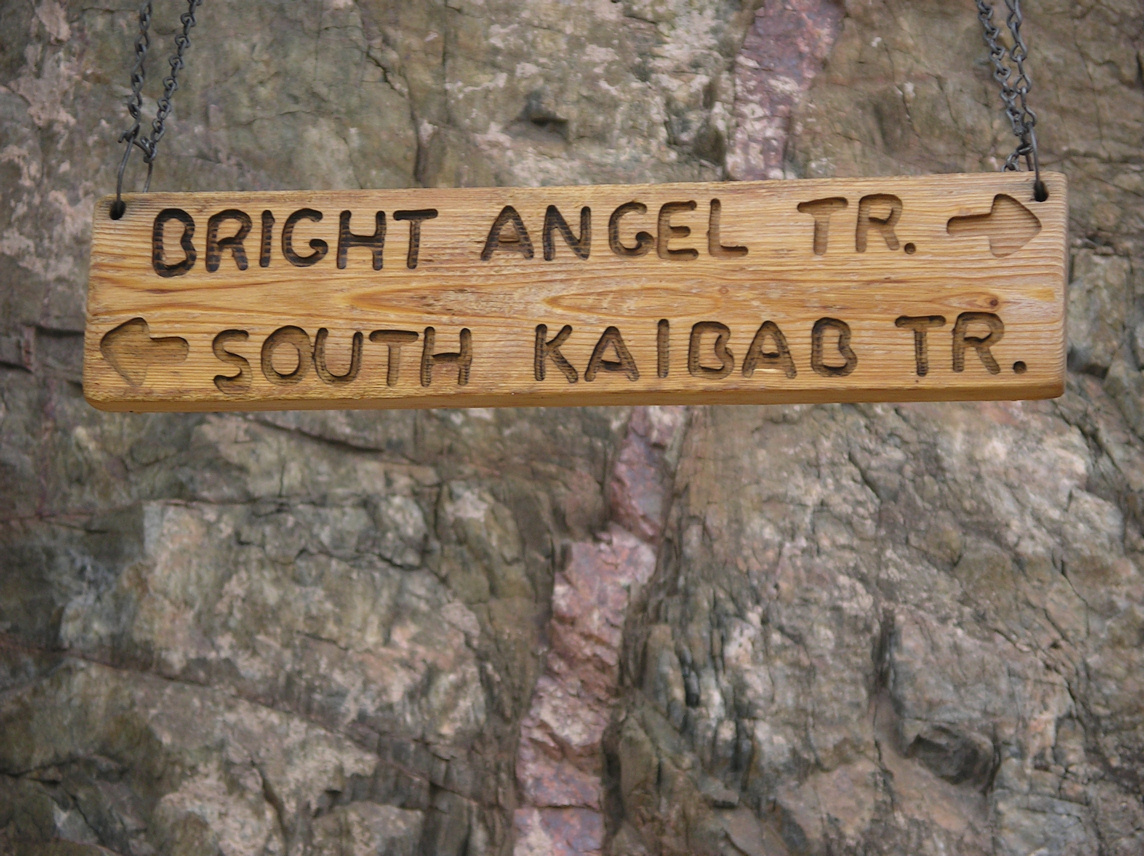 BRIGHT ANGEL TR. →
← SOUTH KAIBAB TR.